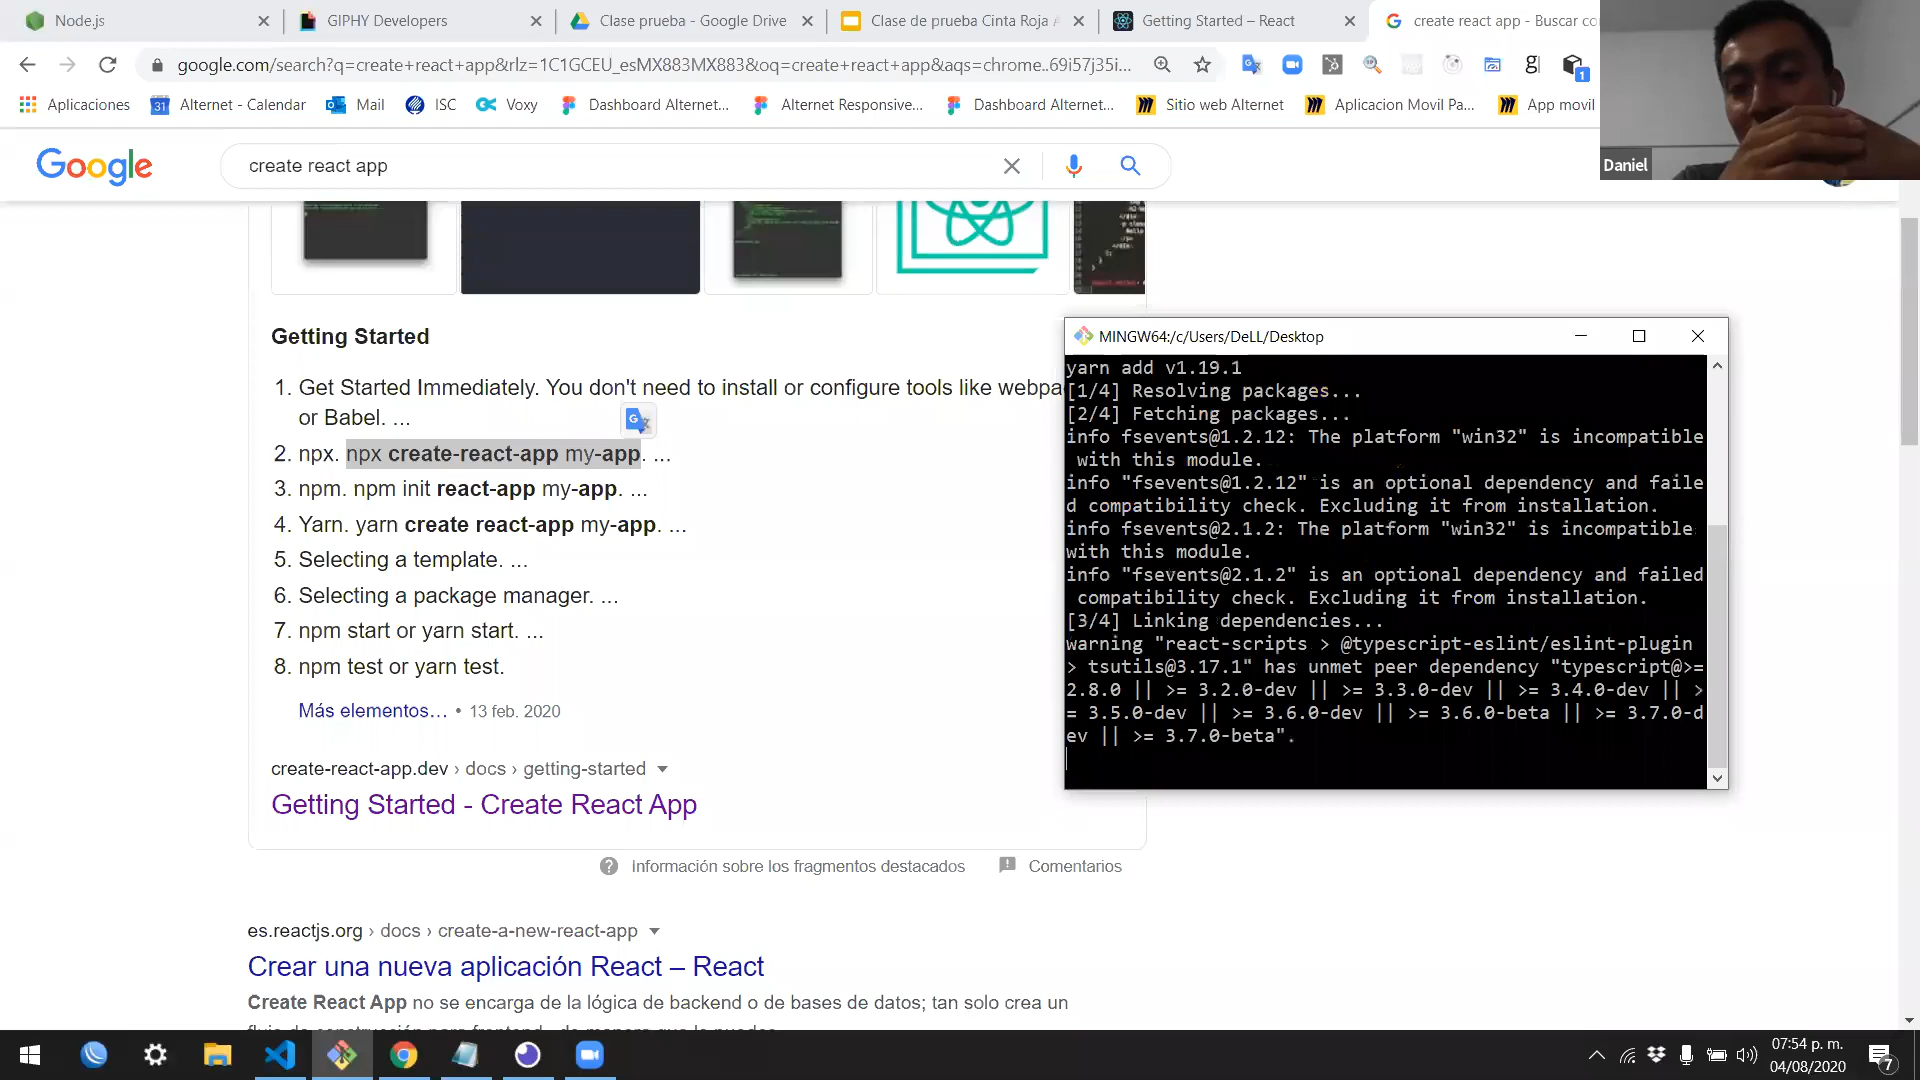 Node.js
GIPHY Developers
Clase prueba - Google Drive
Clase de prueba Cinta Roja
Getting Started – React
create react app - Buscar co
google.com/search?q=create+react+app&rlz=1C1GCEU_esMX883MX883&oq=create+react+app&aqs=chrome..69i57j35i...
Aplicaciones
Alternet - Calendar
Mail
ISC
Voxy
Dashboard Alternet...
Alternet Responsive...
Dashboard Alternet...
Sitio web Alternet
Aplicacion Movil Pa...
App movil
Daniel
Google
create react app
Getting Started
1. Get Started Immediately. You don't need to install or configure tools like webpa
or Babel. ...
2. npx. npx create-react-app my-app. ...
3. npm. npm init react-app my-app. ...
4. Yarn. yarn create react-app my-app. ...
5. Selecting a template. ...
6. Selecting a package manager. ...
7. npm start or yarn start. ...
8. npm test or yarn test.
Más elementos... • 13 feb. 2020
create-react-app.dev › docs › getting-started
Getting Started - Create React App
Información sobre los fragmentos destacados
Comentarios
es.reactjs.org › docs › create-a-new-react-app
Crear una nueva aplicación React – React
Create React App no se encarga de la lógica de backend o de bases de datos; tan solo crea un
MINGW64:/c/Users/DeLL/Desktop
yarn add v1.19.1
[1/4] Resolving packages...
[2/4] Fetching packages...
info fsevents@1.2.12: The platform "win32" is incompatible
with this module.
info "fsevents@1.2.12" is an optional dependency and faile
d compatibility check. Excluding it from installation.
info fsevents@2.1.2: The platform "win32" is incompatible
with this module.
info "fsevents@2.1.2" is an optional dependency and failed
compatibility check. Excluding it from installation.
[3/4] Linking dependencies...
warning "react-scripts > @typescript-eslint/eslint-plugin
> tsutils@3.17.1" has unmet peer dependency "typescript@>=
2.8.0 || >= 3.2.0-dev || >= 3.3.0-dev || >= 3.4.0-dev || >
= 3.5.0-dev || >= 3.6.0-dev || >= 3.6.0-beta || >= 3.7.0-d
ev || >= 3.7.0-beta".
07:54 p. m.
04/08/2020
7